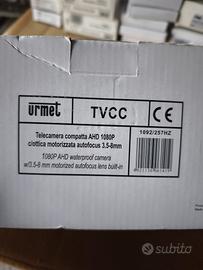 urmet
TVCC
CE
Telecamera compatta AHD 1080P
ciottica motorizzata autofocus 3.5-8mm
1080P AHD waterproof camera
w/3.5-8 mm motorized autofocus lens built-in
1092/257HZ
subito